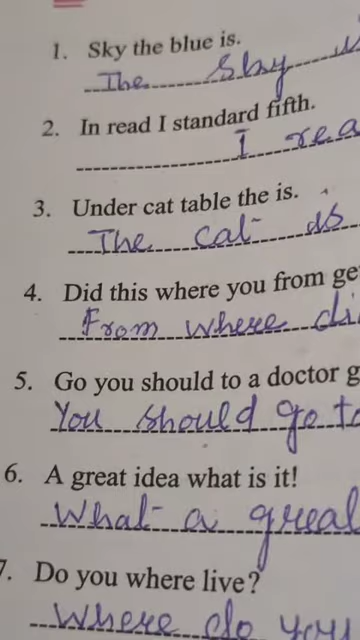 1. Sky the blue is.
The Sky is
2. In read I standard fifth.
I rea
3. Under cat table the is.
The cat is
4. Did this where you from ge
From where di
5. Go you should to a doctor g
You should go to
6. A great idea what is it!
What a great
7. Do you where live?
Where do you